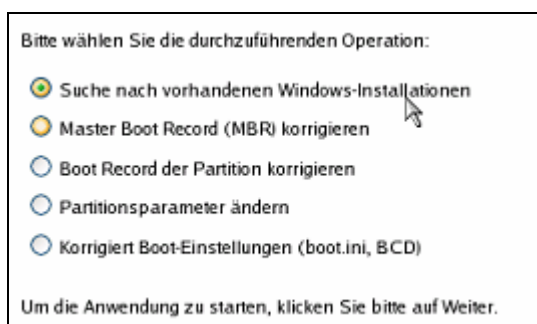 Bitte wählen Sie die durchzuführenden Operation:
Suche nach vorhandenen Windows-Installationen
Master Boot Record (MBR) korrigieren
Boot Record der Partition korrigieren
Partitionsparameter ändern
Korrigiert Boot-Einstellungen (boot.ini, BCD)
Um die Anwendung zu starten, klicken Sie bitte auf Weiter.